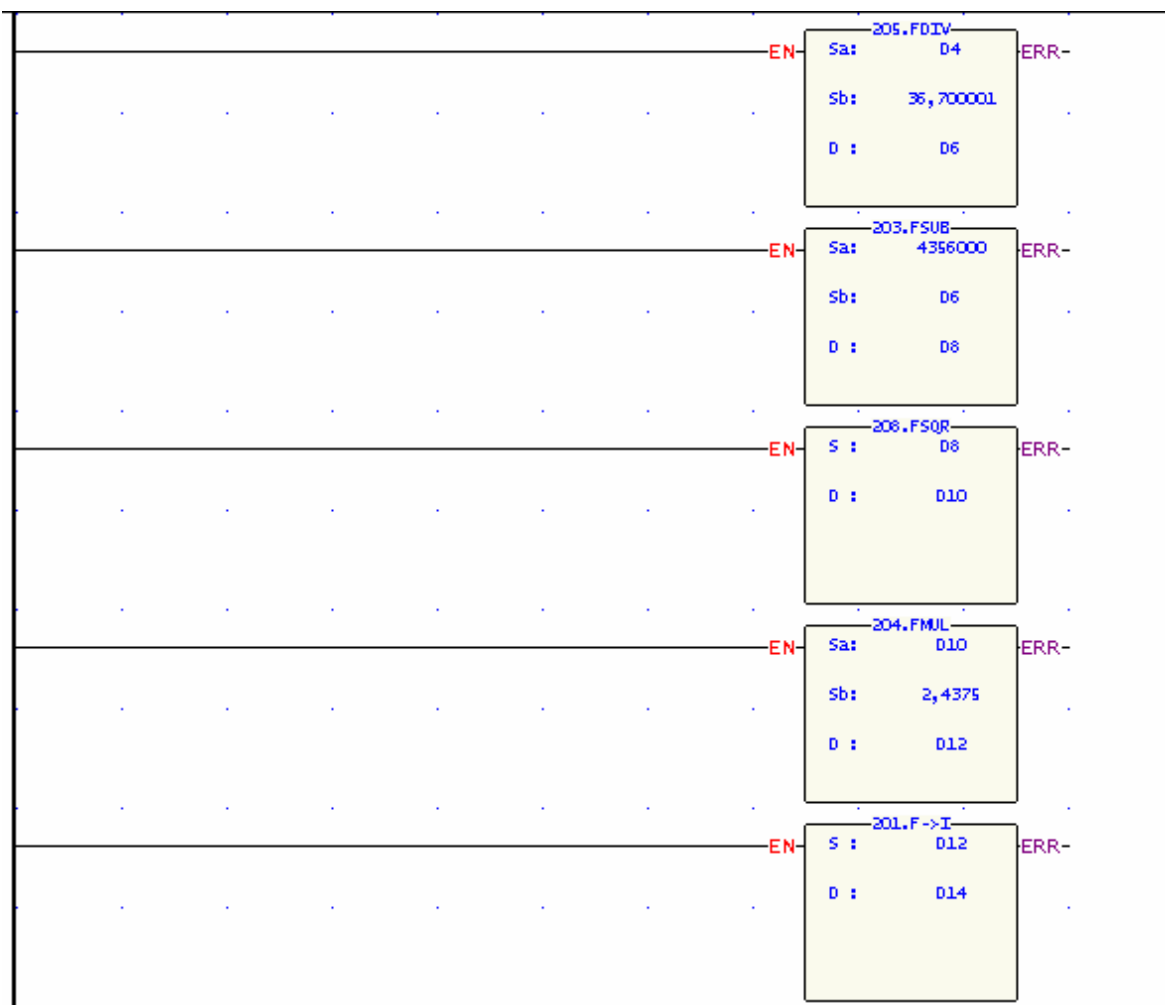 205.FDIV
EN Sa: D4 ERR
Sb: 36,700001
D : D6
203.FSUB
EN Sa: 4356000 ERR
Sb: D6
D : D8
208.FSQR
EN S : D8 ERR
D : D10
204.FMUL
EN Sa: D10 ERR
Sb: 2,4375
D : D12
201.F->I
EN S : D12 ERR
D : D14